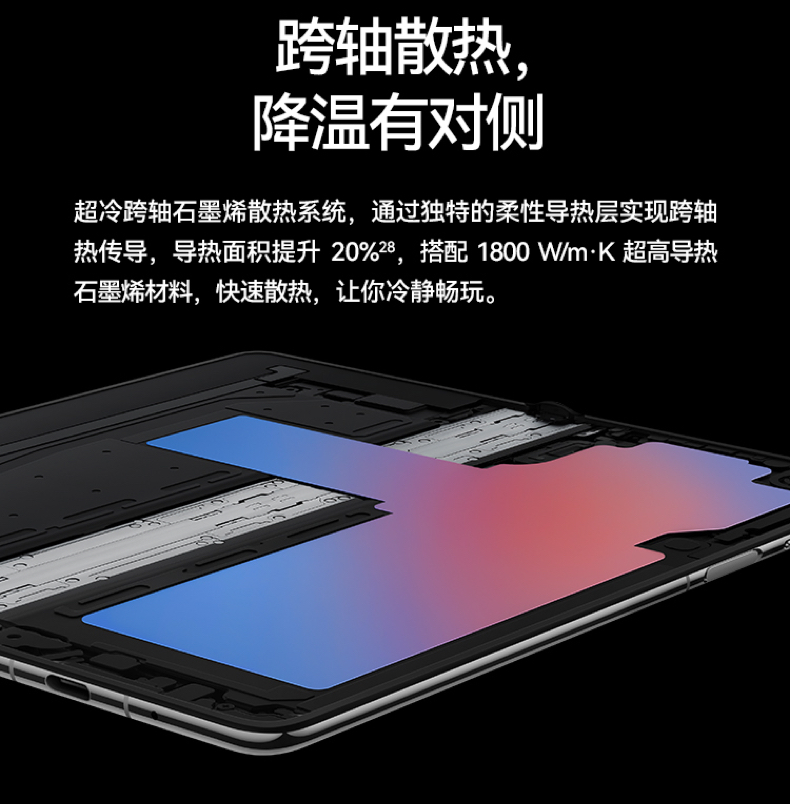 跨轴散热,
降温有对侧
超冷跨轴石墨烯散热系统，通过独特的柔性导热层实现跨轴
热传导，导热面积提升 20%²⁸，搭配 1800 W/m·K 超高导热
石墨烯材料，快速散热，让你冷静畅玩。